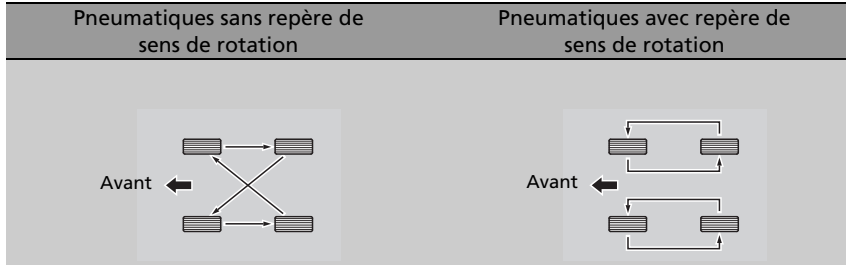 Pneumatiques sans repère de
sens de rotation
Pneumatiques avec repère de
sens de rotation
Avant
Avant